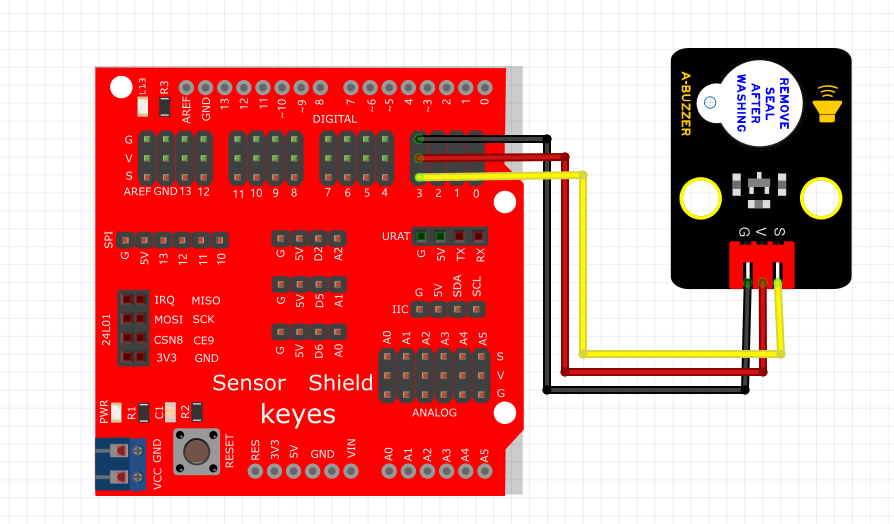 L13
R3
AREF
GND
13
12
11
~10
~9
8
7
~6
~5
4
~3
2
1
0
DIGITAL
G
V
S
AREF GND 13 12
11 10 9 8
7 6 5 4
3 2 1 0
SPI
G
5V
13
12
11
10
G
5V
D2
A2
URAT
G
5V
TX
RX
G
5V
D5
A1
IIC
G
5V
SDA
SCL
G
5V
D6
A0
24L01
IRQ MISO
MOSI SCK
CSN8 CE9
3V3 GND
A0
A1
A2
A3
A4
A5
S
V
G
ANALOG
Sensor Shield
keyes
PWR
R1
C1
R2
VCC GND
RESET
RES
3V3
5V
GND
VIN
A0
A1
A2
A3
A4
A5
A-BUZZER
REMOVE
SEAL
AFTER
WASHING
G
V
S